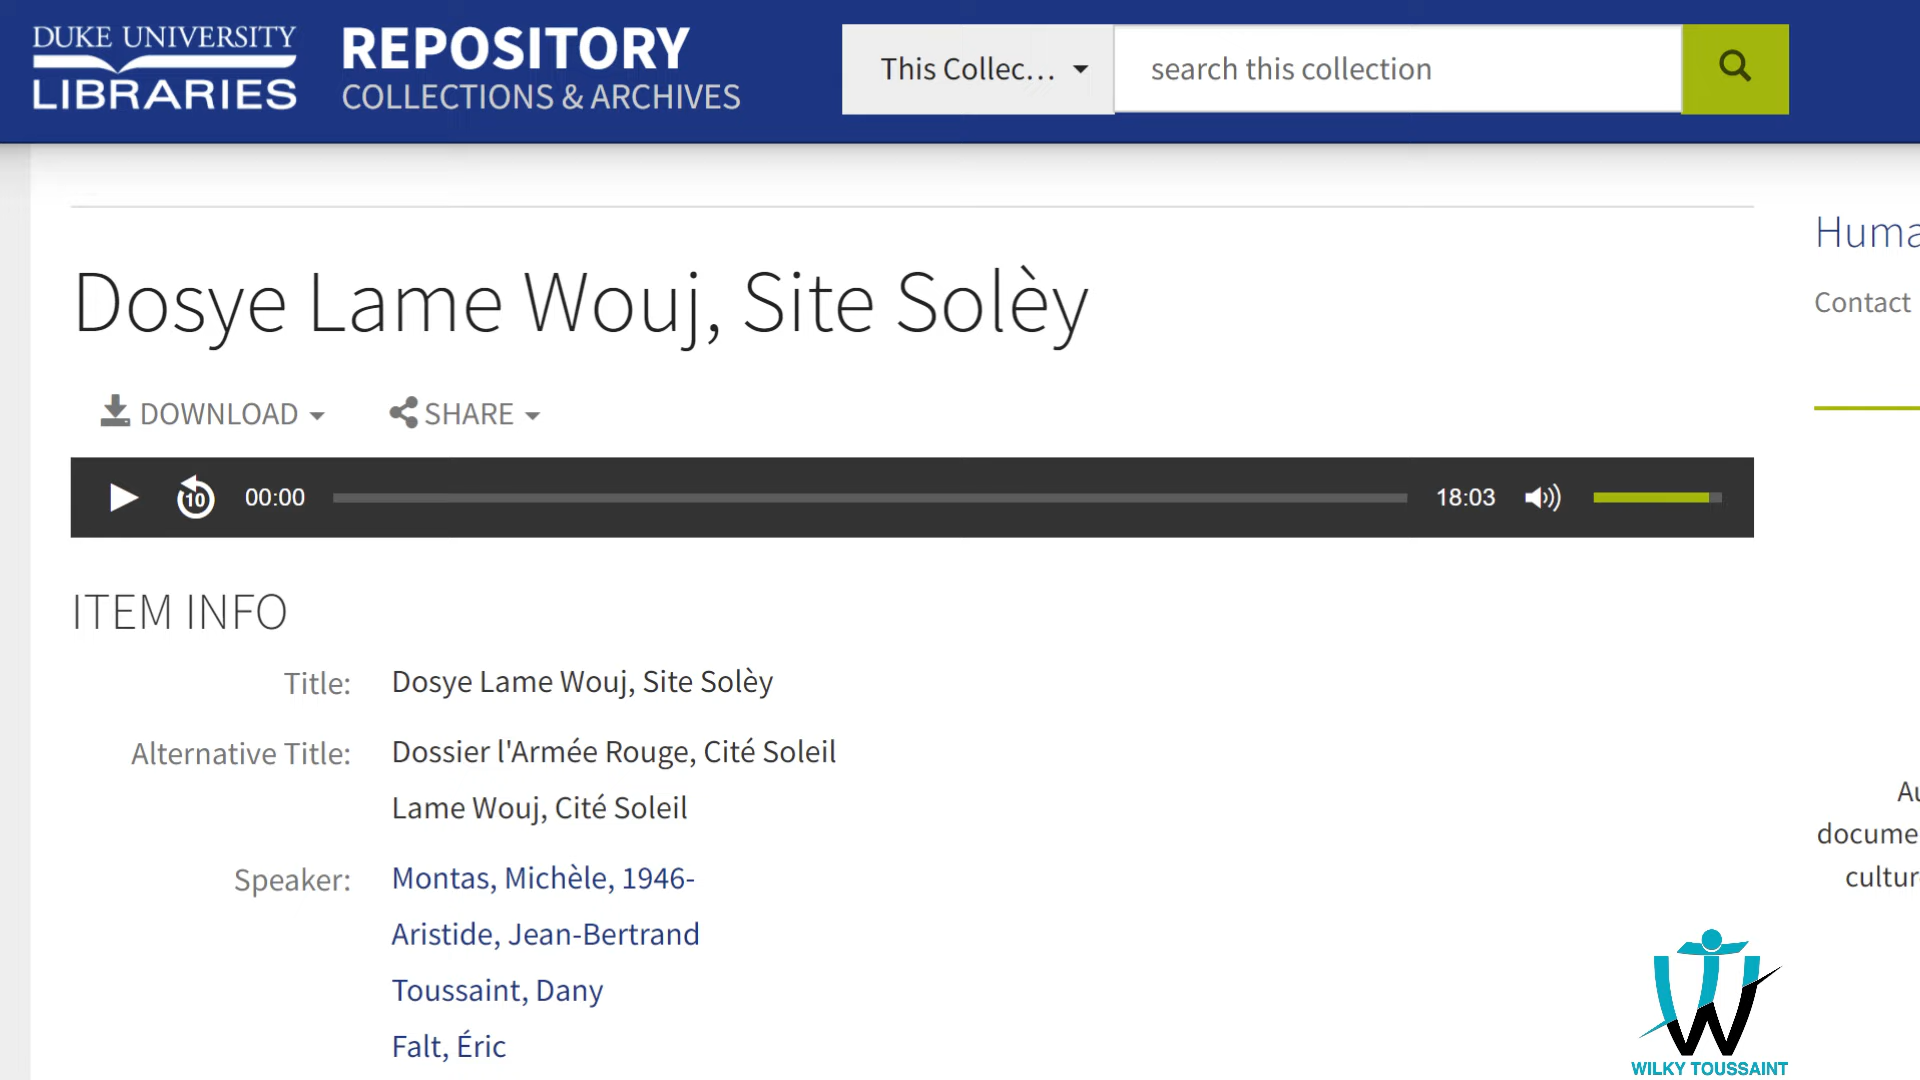 DUKE UNIVERSITY
LIBRARIES
REPOSITORY
COLLECTIONS & ARCHIVES
This Collec...
search this collection
Dosye Lame Wouj, Site Solèy
DOWNLOAD
SHARE
10
00:00
18:03
ITEM INFO
Title: Dosye Lame Wouj, Site Solèy
Alternative Title: Dossier l'Armée Rouge, Cité Soleil
Lame Wouj, Cité Soleil
Speaker: Montas, Michèle, 1946-
Aristide, Jean-Bertrand
Toussaint, Dany
Falt, Éric
Contact
WILKY TOUSSAINT